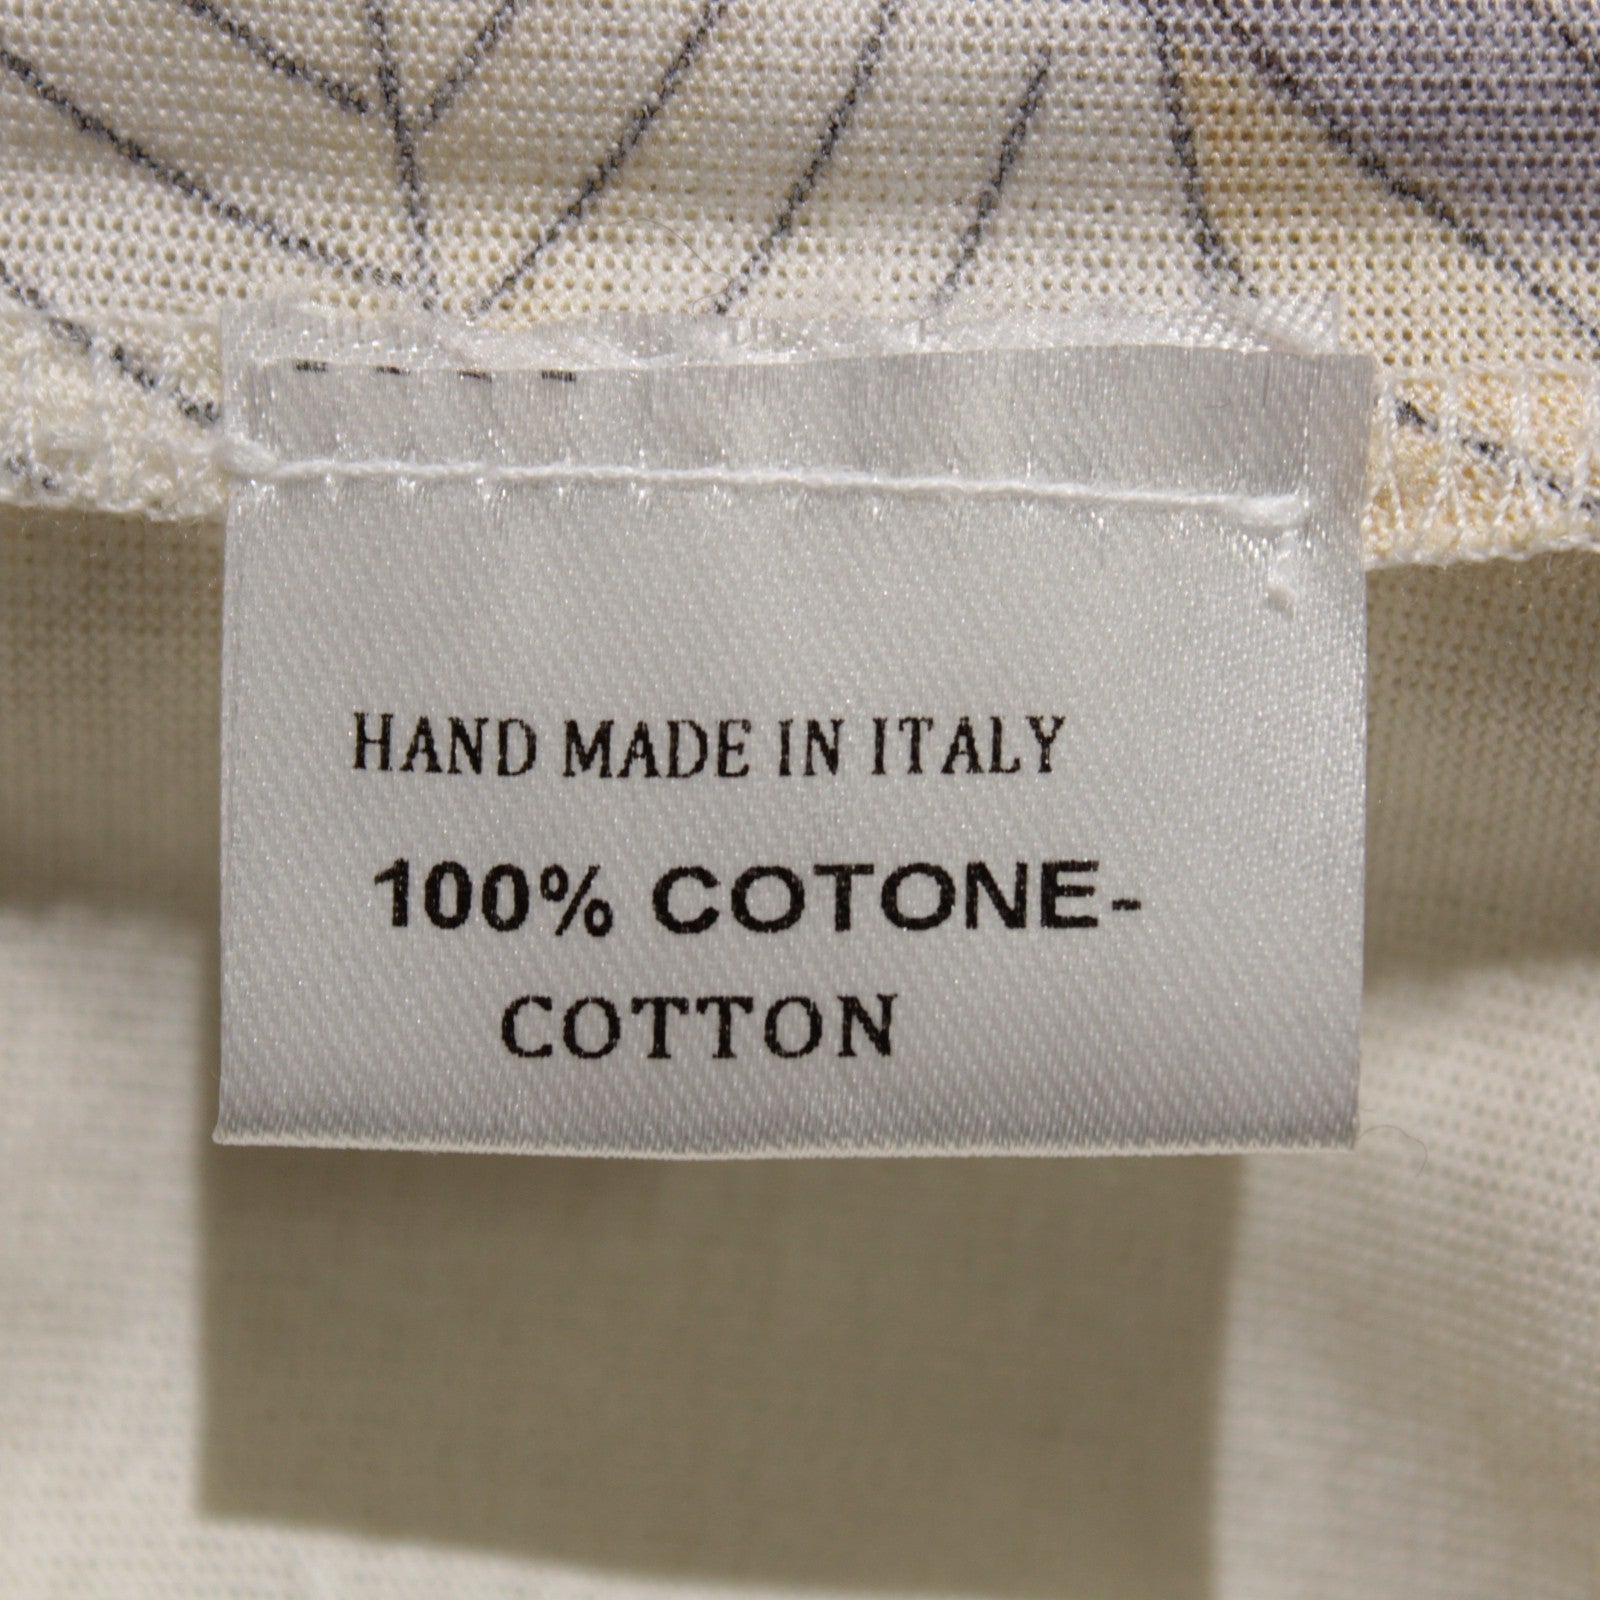 HAND MADE IN ITALY
100% COTONE-
COTTON